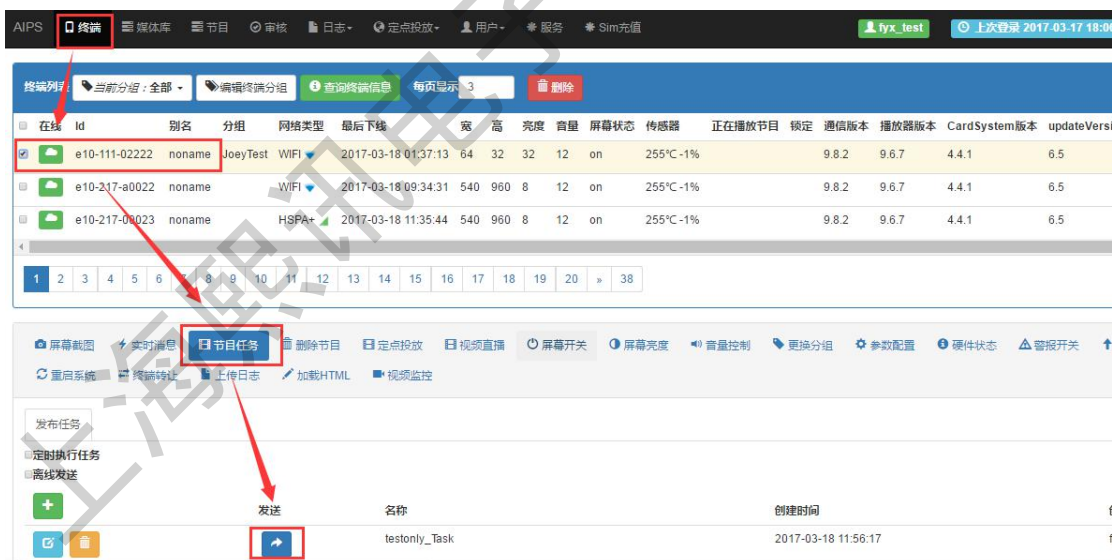 AIPS 终端 媒体库 节目 审核 日志 定点投放 用户 服务 Sim充值 fyx_test 上次登录 2017-03-17 18:00
终端列表 当前分组：全部 编辑终端分组 查询终端信息 每页显示 3 删除
在线 Id 别名 分组 网络类型 最后下线 宽 高 亮度 音量 屏幕状态 传感器 正在播放节目 锁定 通信版本 播放器版本 CardSystem版本 updateVersi
e10-111-02222 noname JoeyTest WIFI 2017-03-18 01:37:13 64 32 32 12 on 255℃ -1% 9.8.2 9.6.7 4.4.1 6.5
e10-217-a0022 noname WIFI 2017-03-18 09:34:31 540 960 8 12 on 255℃ -1% 9.8.2 9.6.7 4.4.1 6.5
e10-217-00023 noname HSPA+ 2017-03-18 11:35:44 540 960 8 12 on 255℃ -1% 9.8.2 9.6.7 4.4.1 6.5
1 2 3 4 5 6 7 8 9 10 11 12 13 14 15 16 17 18 19 20 » 38
屏幕截图 实时消息 节目任务 删除节目 定点投放 视频直播 屏幕开关 屏幕亮度 音量控制 更换分组 参数配置 硬件状态 警报开关
重启系统 终端转让 上传日志 加载HTML 视频监控
发布任务
定时执行任务
离线发送
发送 名称 创建时间
testonly_Task 2017-03-18 11:56:17
上海熙讯电子